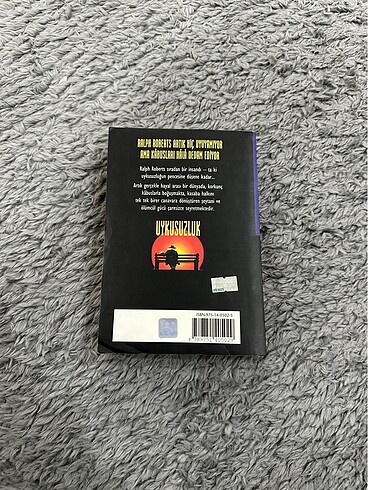 RALPH ROBERTS ARTIK HİÇ UYUYAMIYOR
AMA KÂBUSLARI HÂLÂ DEVAM EDİYOR
Ralph Roberts sıradan bir insandı — ta ki
uykusuzluğun pençesine düşene kadar...
Artık gerçekle hayal arası bir dünyada, korkunç
kâbuslarla boğuşmakta, kasaba halkını
tek tek birer canavara dönüştüren şeytani ve
ölümcül gücü çaresizce seyretmektedir.
UYKUSUZLUK
ISBN 975-14-0502-5